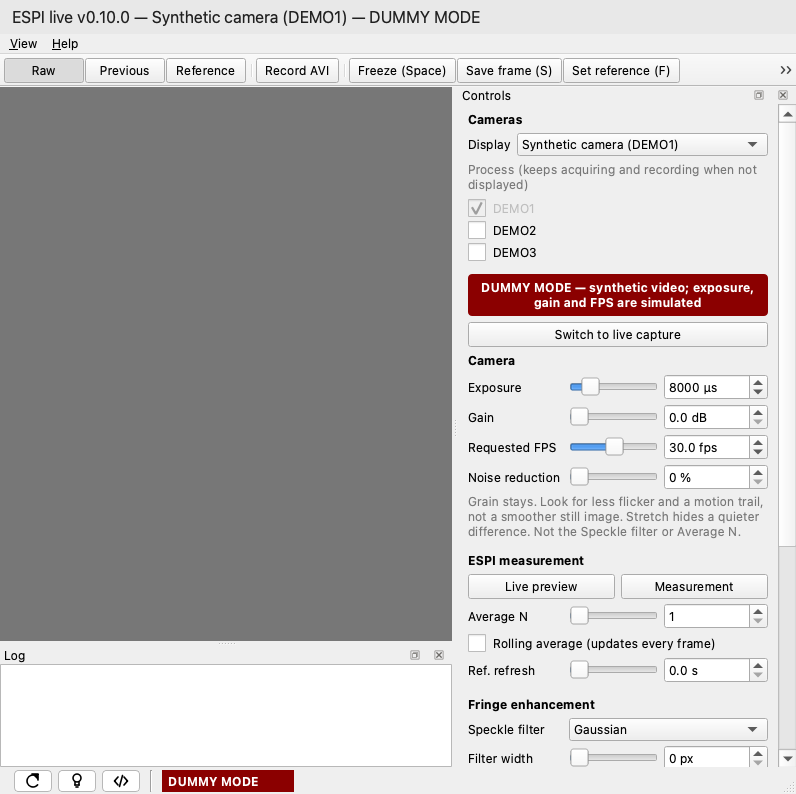 ESPI live v0.10.0 — Synthetic camera (DEMO1) — DUMMY MODE
View Help
Raw Previous Reference Record AVI Freeze (Space) Save frame (S) Set reference (F) »
Controls
Cameras
Display Synthetic camera (DEMO1)
Process (keeps acquiring and recording when not
displayed)
DEMO1
DEMO2
DEMO3
DUMMY MODE — synthetic video; exposure,
gain and FPS are simulated
Switch to live capture
Camera
Exposure 8000 µs
Gain 0.0 dB
Requested FPS 30.0 fps
Noise reduction 0 %
Grain stays. Look for less flicker and a motion trail,
not a smoother still image. Stretch hides a quieter
difference. Not the Speckle filter or Average N.
ESPI measurement
Live preview Measurement
Average N 1
Rolling average (updates every frame)
Ref. refresh 0.0 s
Fringe enhancement
Speckle filter Gaussian
Filter width 0 px
Log
</> DUMMY MODE